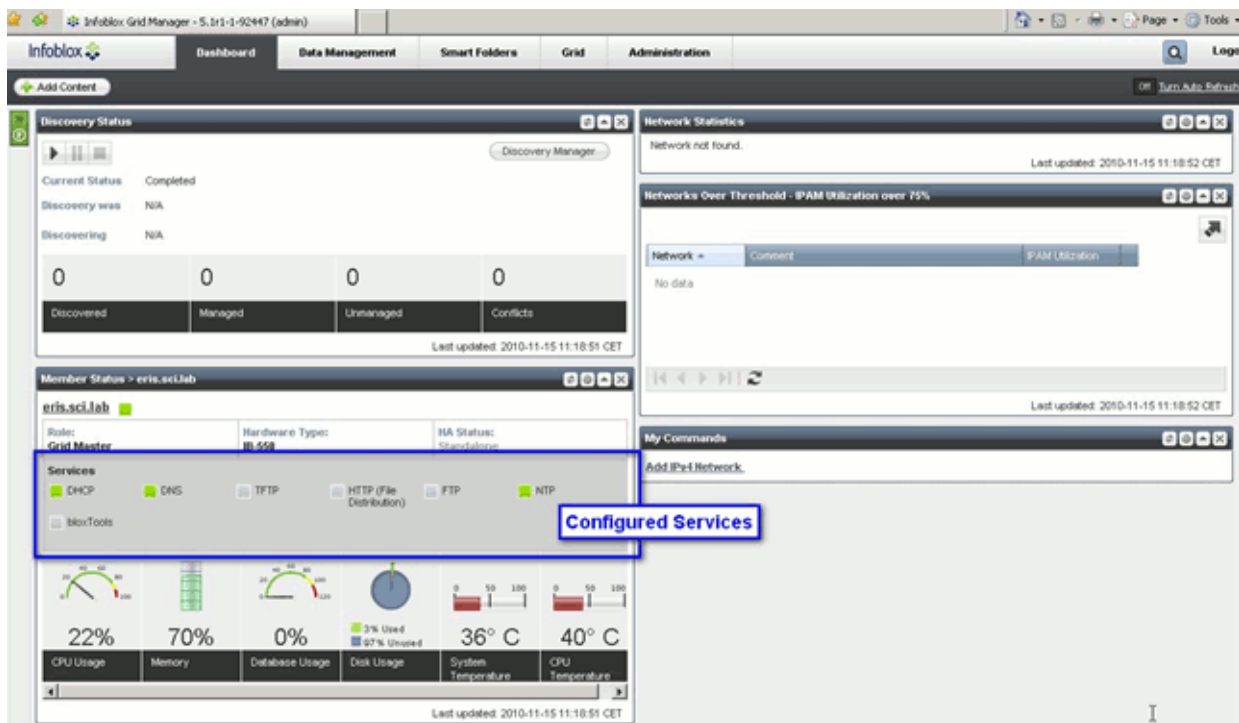 Infoblox Grid Manager - 5.1r1-1-92447 (admin)
Page
Tools
Infoblox
Dashboard
Data Management
Smart Folders
Grid
Administration
Add Content
Off
Turn Auto Refresh
Discovery Status
Discovery Manager
Current Status Completed
Discovery was N/A
Discovering N/A
0 0 0 0
Discovered Managed Unmanaged Conflicts
Last updated: 2010-11-15 11:18:51 CET
Network Statistics
Network not found.
Last updated: 2010-11-15 11:18:52 CET
Networks Over Threshold - IPAM Utilization over 75%
Network Comment IPAM Utilization
No data
Last updated: 2010-11-15 11:18:52 CET
Member Status > eris.sci.lab
eris.sci.lab
Role: Hardware Type: HA Status:
Grid Master IB-550 Standalone
Services
DHCP DNS TFTP HTTP (File Distribution) FTP NTP
bloxTools
Configured Services
3% Used
97% Unused
22% 70% 0% 36° C 40° C
CPU Usage Memory Database Usage Disk Usage System Temperature CPU Temperature
Last updated: 2010-11-15 11:18:51 CET
My Commands
Add IPv4 Network